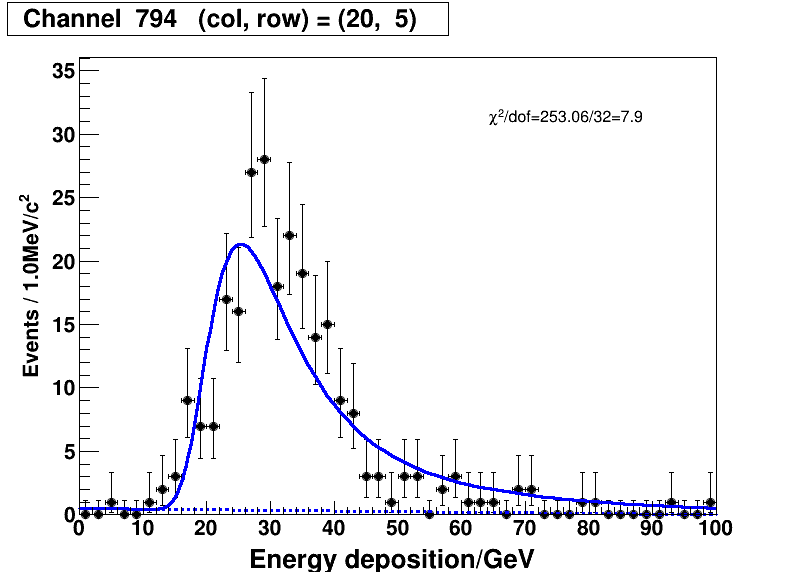 Channel 794 (col, row) = (20, 5)
χ²/dof=253.06/32=7.9
Events / 1.0MeV/c²
35
30
25
20
15
10
5
0
0 10 20 30 40 50 60 70 80 90 100
Energy deposition/GeV